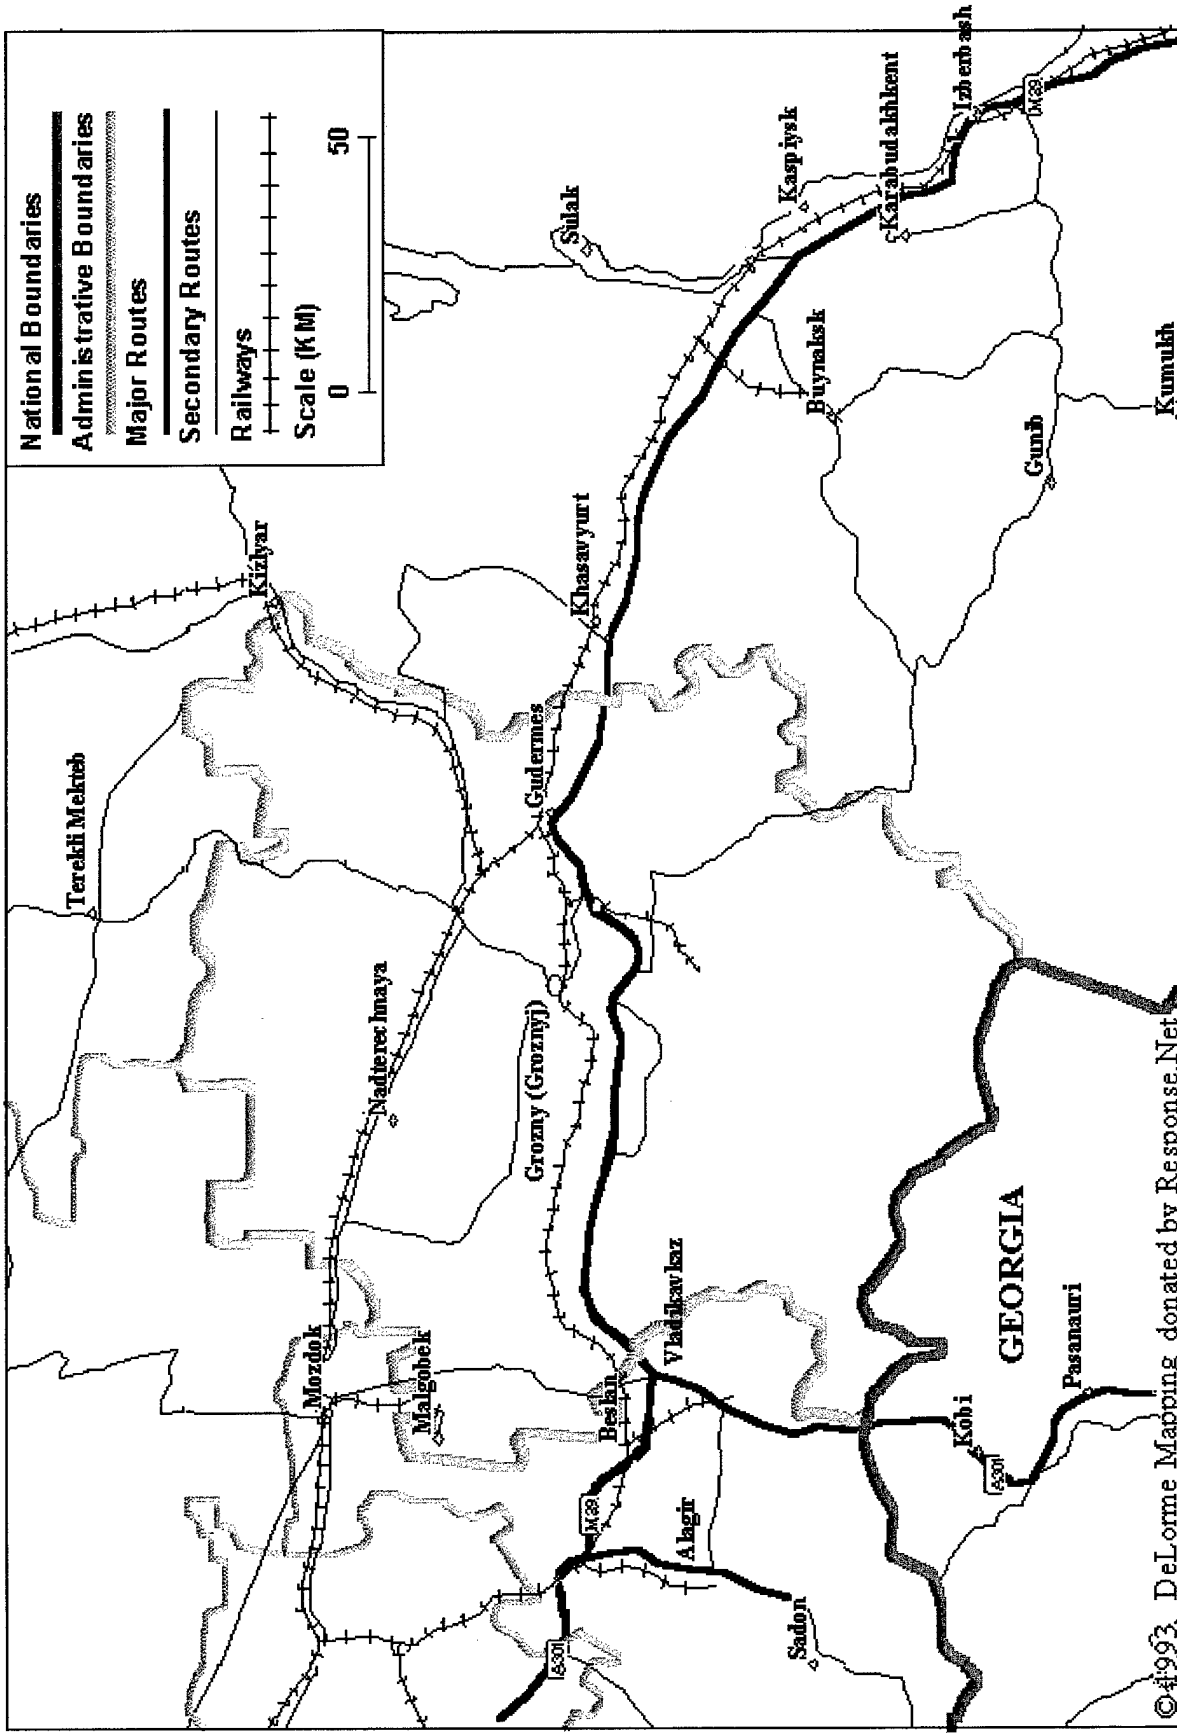 National Boundaries
Administrative Boundaries
Major Routes
Secondary Routes
Railways
Scale (KM)
0 50
Terekli Mekteb
Kizlyar
Sulak
Nadterechnaya
Mozdok
Malgobek
Grozny (Groznyj)
Gudermes
Khasavyurt
Kaspiysk
Karabudakhkent
Izberbash
M29
Buynaksk
Gunib
Kumukh
Beslan
Vladikavkaz
M29
Alagir
A301
Sadon
GEORGIA
Kobi
A301
Pasanauri
©1993, DeLorme Mapping donated by Response.Net